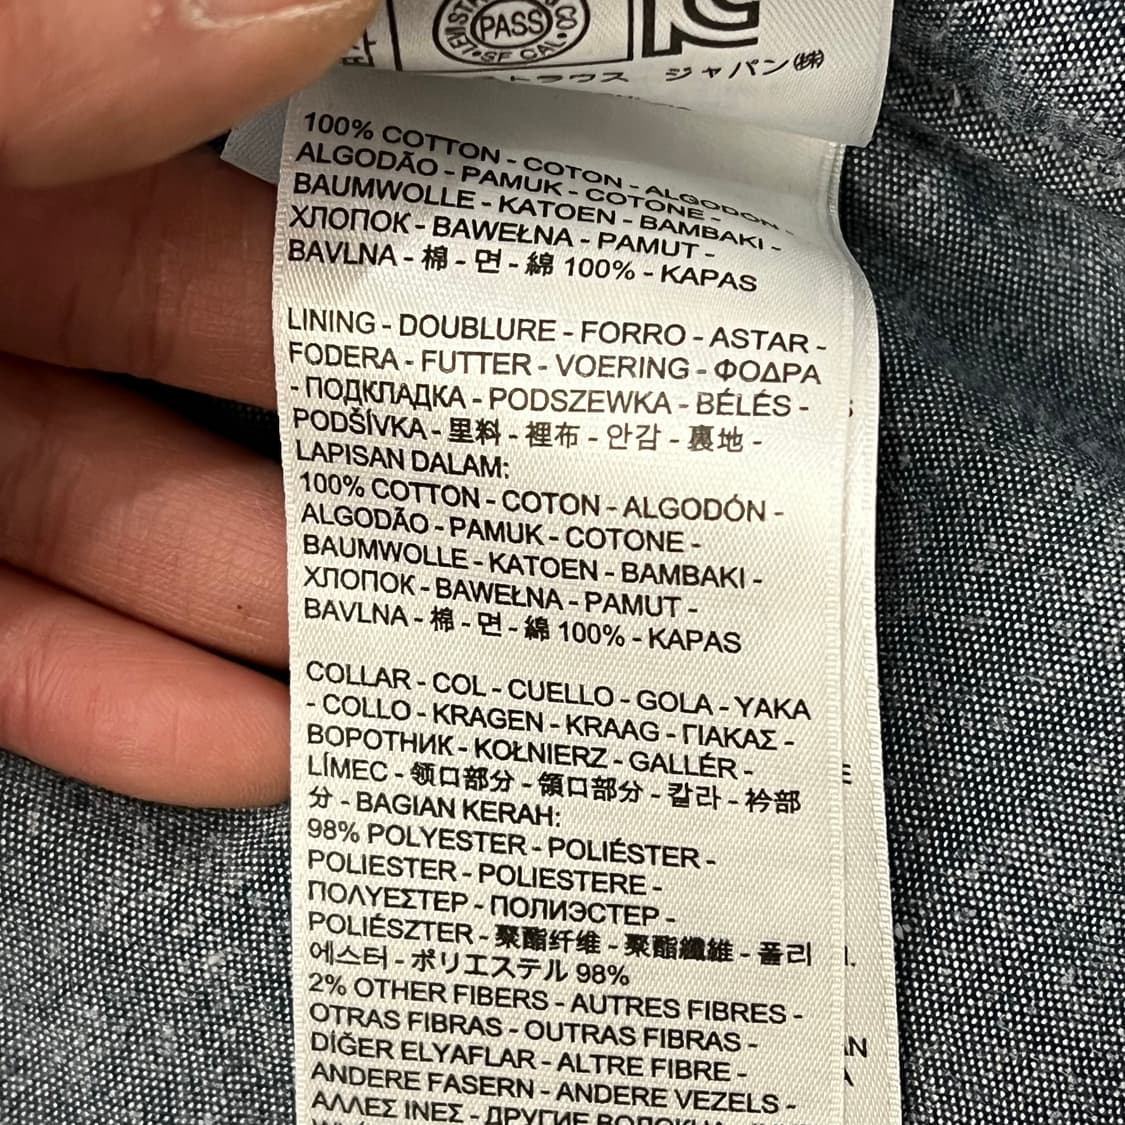 PASS
SF CAL
トラウス ジャパン㈱
100% COTTON - COTON - ALGODÓN -
ALGODÃO - PAMUK - COTONE -
BAUMWOLLE - KATOEN - BAMBAKI -
ХЛОПОК - BAWEŁNA - PAMUT -
BAVLNA - 棉 - 면 - 綿 100% - KAPAS
LINING - DOUBLURE - FORRO - ASTAR -
FODERA - FUTTER - VOERING - ΦΟΔΡΑ
- ПОДКЛАДКА - PODSZEWKA - BÉLÉS -
PODŠÍVKA - 里料 - 裡布 - 안감 - 裏地 -
LAPISAN DALAM:
100% COTTON - COTON - ALGODÓN -
ALGODÃO - PAMUK - COTONE -
BAUMWOLLE - KATOEN - BAMBAKI -
ХЛОПОК - BAWEŁNA - PAMUT -
BAVLNA - 棉 - 면 - 綿 100% - KAPAS
COLLAR - COL - CUELLO - GOLA - YAKA
- COLLO - KRAGEN - KRAAG - ΓΙΑΚΑΣ -
ВОРОТНИК - KOŁNIERZ - GALLÉR -
LÍMEC - 领口部分 - 領口部分 - 칼라 - 衿部
分 - BAGIAN KERAH:
98% POLYESTER - POLIÉSTER -
POLIESTER - POLIESTERE -
ΠΟΛΥΕΣΤΕΡ - ПОЛИЭСТЕР -
POLIÉSZTER - 聚酯纤维 - 聚酯纖維 - 폴리
에스터 - ポリエステル 98%
2% OTHER FIBERS - AUTRES FIBRES -
OTRAS FIBRAS - OUTRAS FIBRAS -
DİĞER ELYAFLAR - ALTRE FIBRE -
ANDERE FASERN - ANDERE VEZELS -
ΑΛΛΕΣ ΙΝΕΣ - ДРУГИЕ ВОЛОКНА